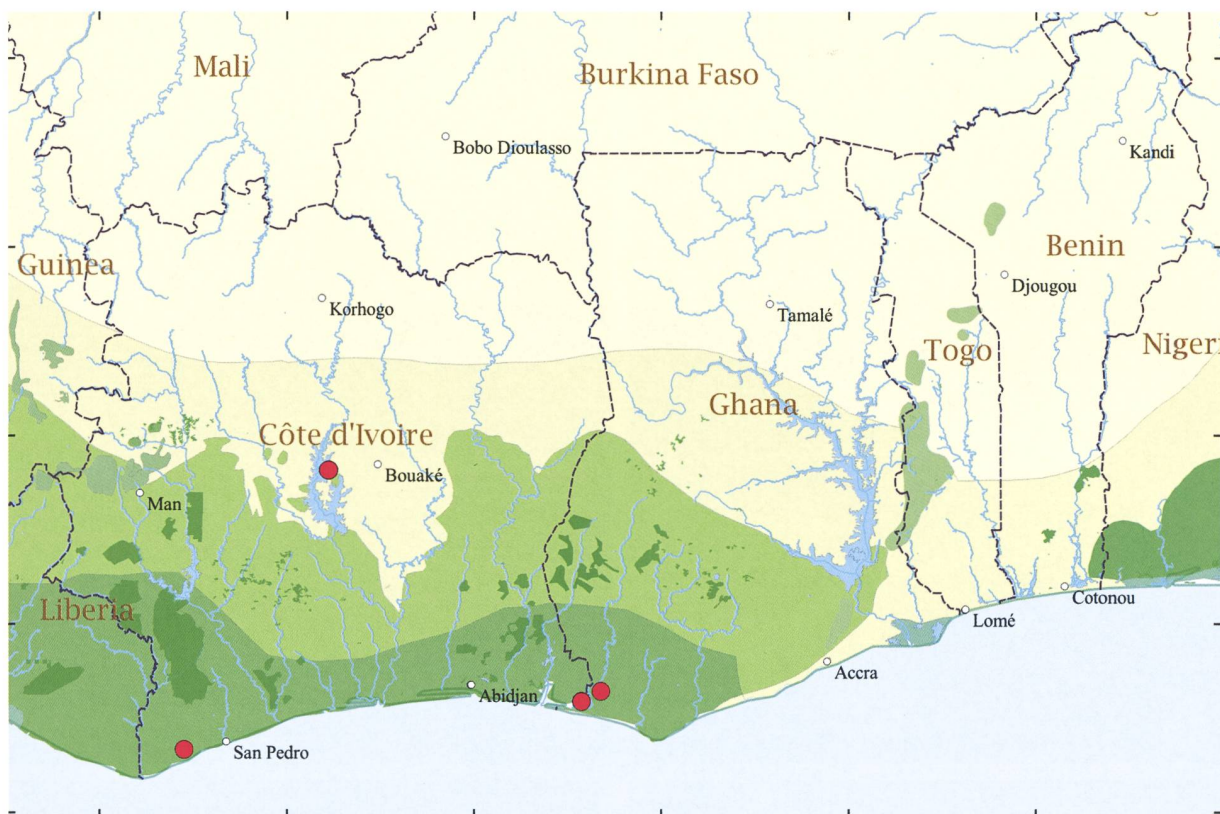 Mali
Burkina Faso
Bobo Dioulasso
Kandi
Guinea
Benin
Djougou
Korhogo
Tamalé
Togo
Ghana
Côte d'Ivoire
Bouaké
Man
Liberia
Cotonou
Lomé
Accra
Abidjan
San Pedro